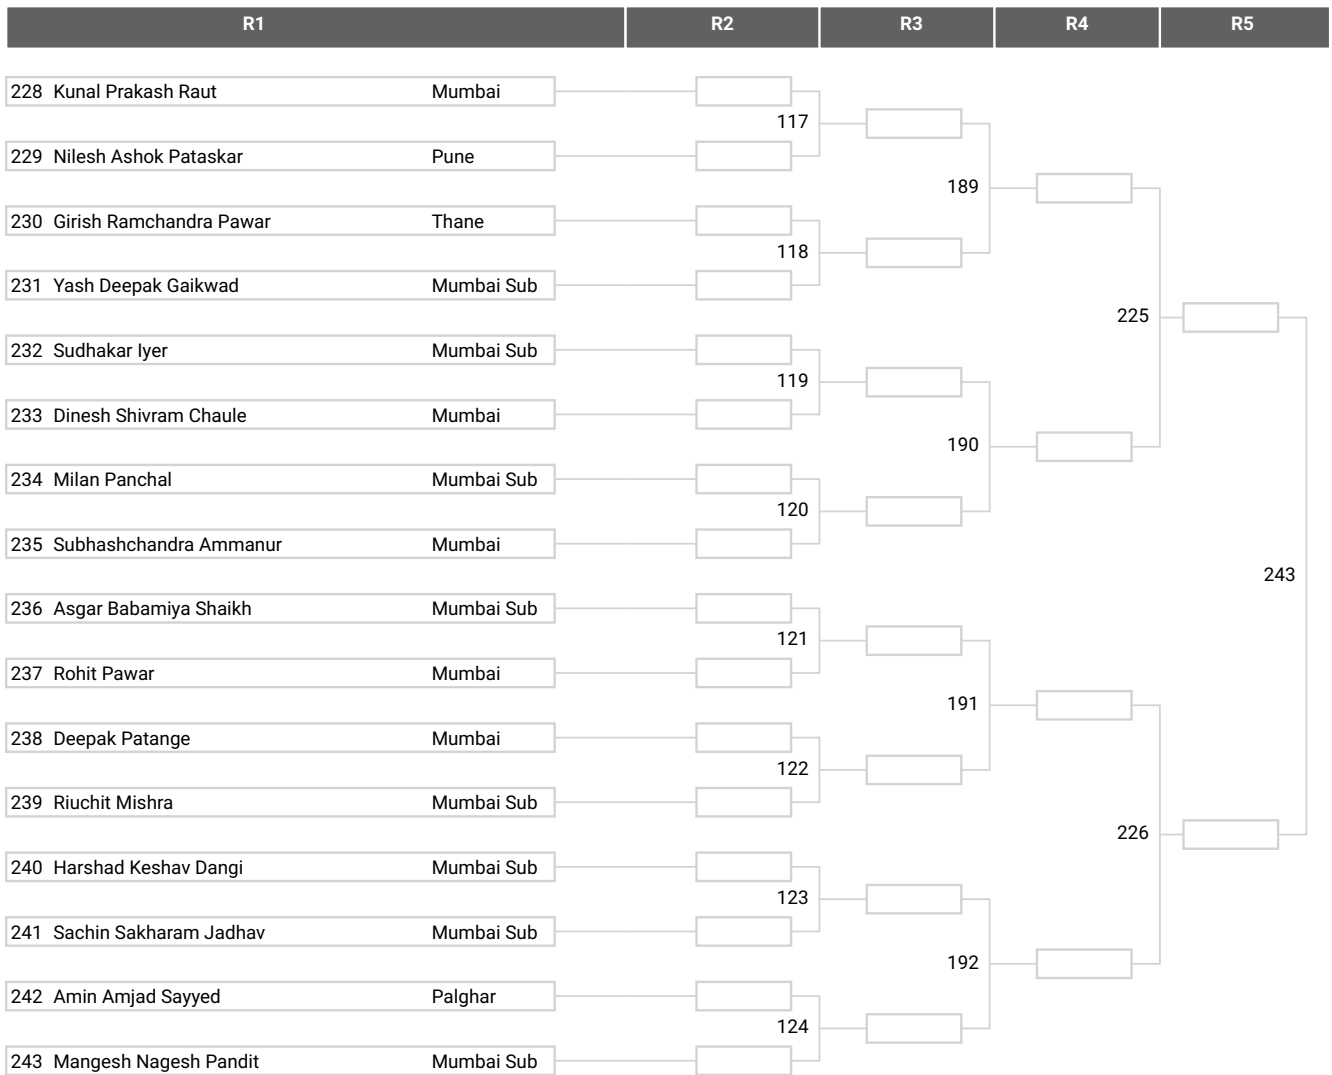 R1 R2 R3 R4 R5
228 Kunal Prakash Raut Mumbai
117
229 Nilesh Ashok Pataskar Pune
189
230 Girish Ramchandra Pawar Thane
118
231 Yash Deepak Gaikwad Mumbai Sub
225
232 Sudhakar Iyer Mumbai Sub
119
233 Dinesh Shivram Chaule Mumbai
190
234 Milan Panchal Mumbai Sub
120
235 Subhashchandra Ammanur Mumbai
243
236 Asgar Babamiya Shaikh Mumbai Sub
121
237 Rohit Pawar Mumbai
191
238 Deepak Patange Mumbai
122
239 Riuchit Mishra Mumbai Sub
226
240 Harshad Keshav Dangi Mumbai Sub
123
241 Sachin Sakharam Jadhav Mumbai Sub
192
242 Amin Amjad Sayyed Palghar
124
243 Mangesh Nagesh Pandit Mumbai Sub